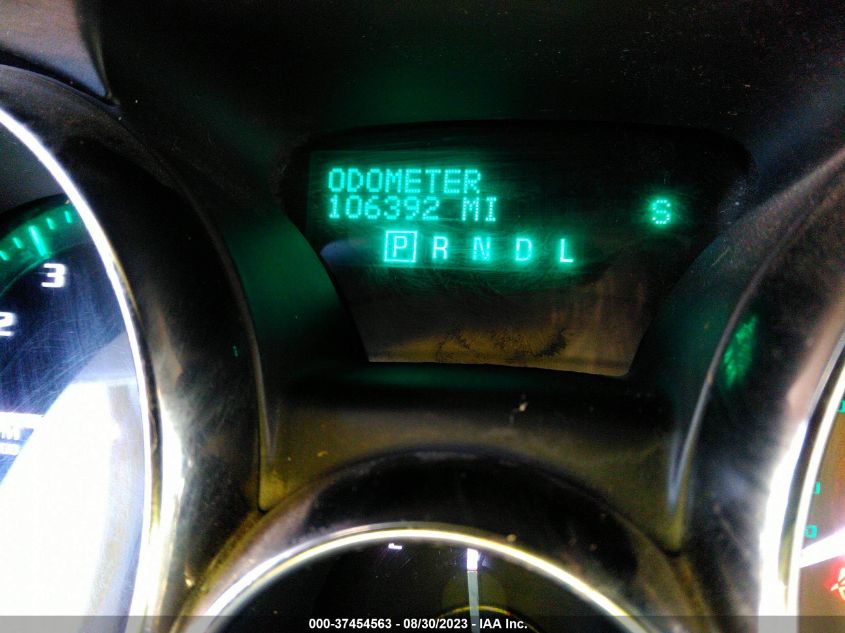 ODOMETER
106392 MI
S
P R N D L
3
2
000-37454563 - 08/30/2023 - IAA Inc.